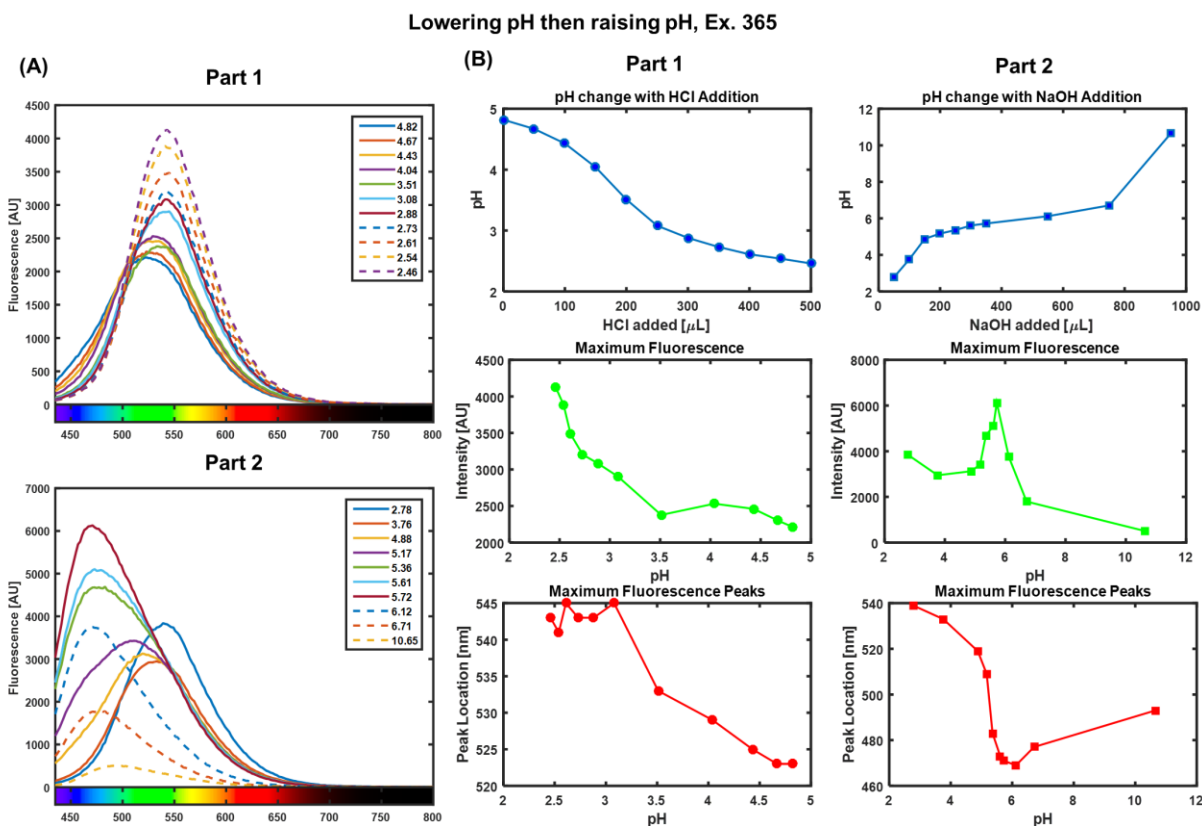 Lowering pH then raising pH, Ex. 365
(A)
Part 1
Fluorescence [AU]
4500
4000
3500
3000
2500
2000
1500
1000
500
0
4.82
4.67
4.43
4.04
3.51
3.08
2.88
2.73
2.61
2.54
2.46
450 500 550 600 650 700 750 800
Part 2
Fluorescence [AU]
7000
6000
5000
4000
3000
2000
1000
0
2.78
3.76
4.88
5.17
5.36
5.61
5.72
6.12
6.71
10.65
450 500 550 600 650 700 750 800
(B)
Part 1
pH change with HCl Addition
pH
5
4
3
2
0 100 200 300 400 500
HCl added [μL]
Maximum Fluorescence
Intensity [AU]
4500
4000
3500
3000
2500
2000
2 2.5 3 3.5 4 4.5 5
pH
Maximum Fluorescence Peaks
Peak Location [nm]
545
540
535
530
525
520
2 2.5 3 3.5 4 4.5 5
pH
Part 2
pH change with NaOH Addition
pH
12
10
8
6
4
2
0 200 400 600 800 1000
NaOH added [μL]
Maximum Fluorescence
Intensity [AU]
8000
6000
4000
2000
0
2 4 6 8 10 12
pH
Maximum Fluorescence Peaks
Peak Location [nm]
540
520
500
480
460
2 4 6 8 10 12
pH